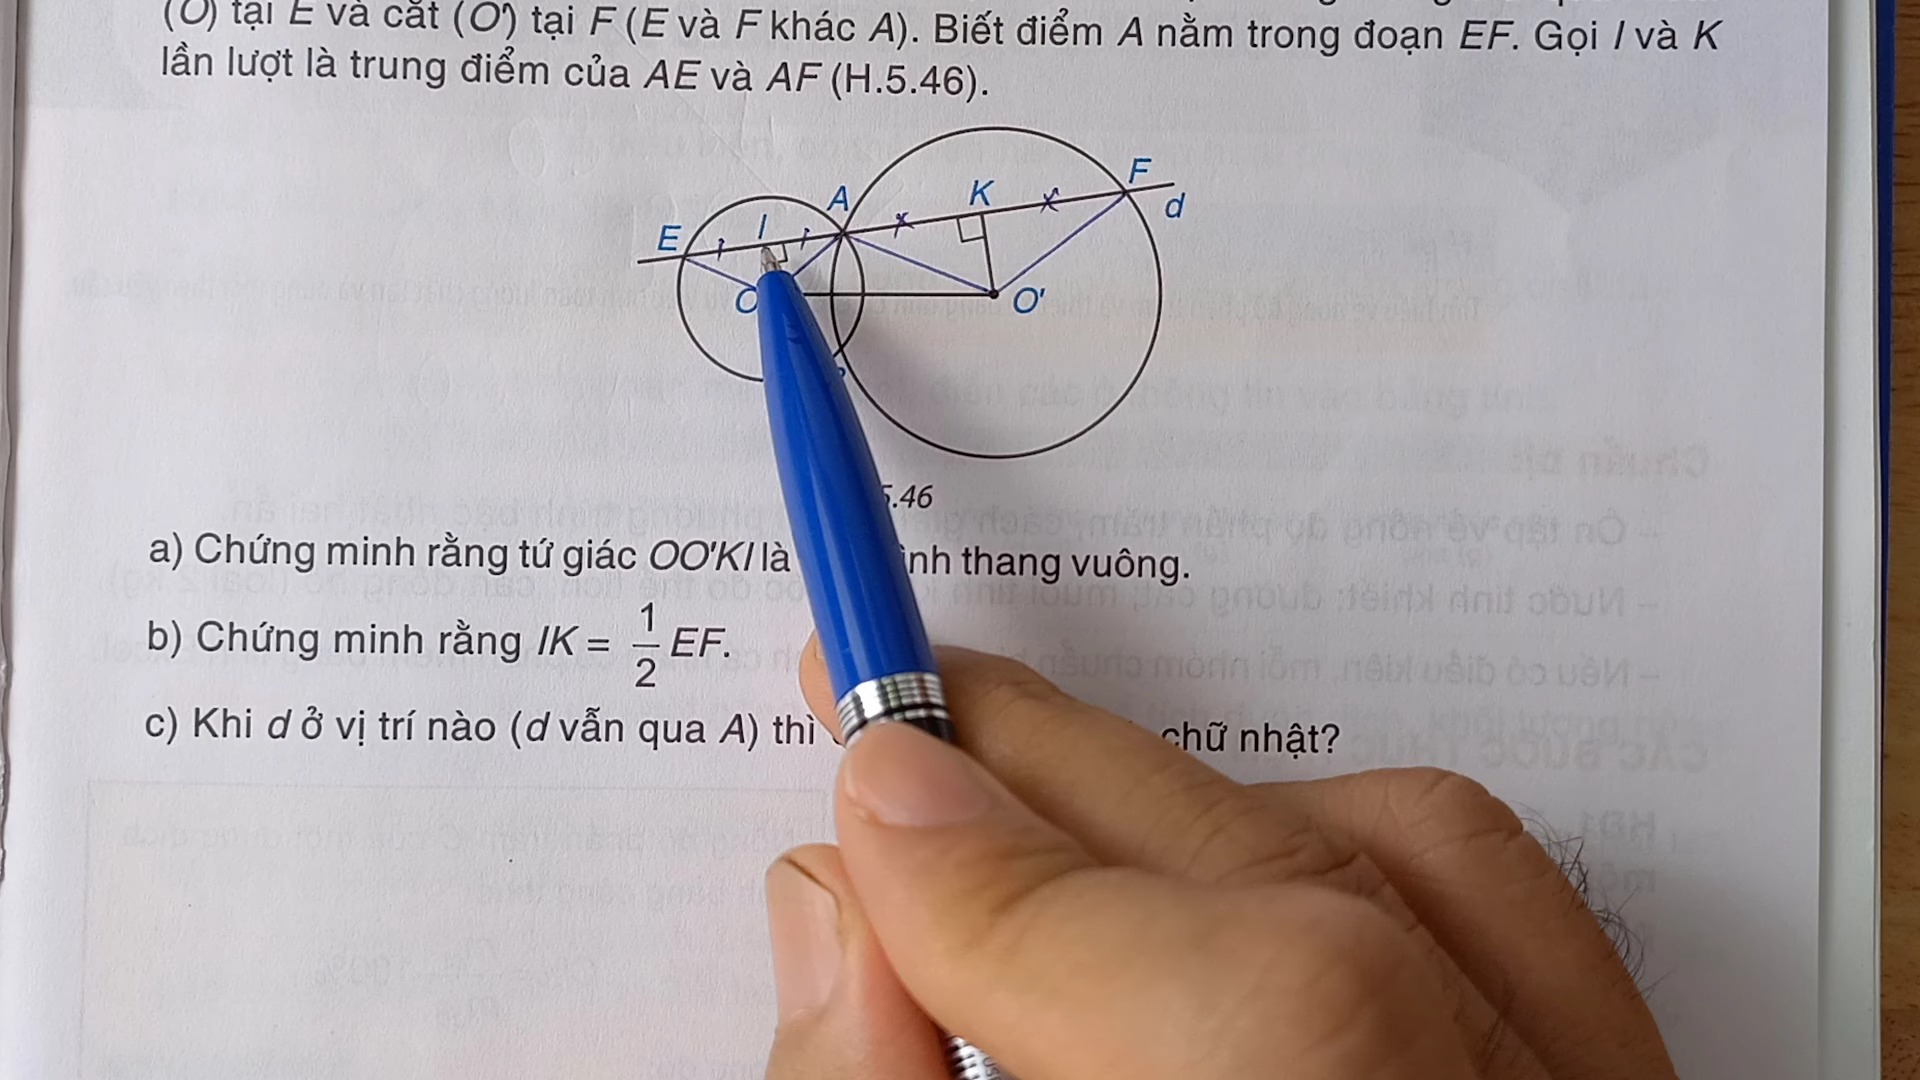 (O) tại E và cắt (O') tại F (E và F khác A). Biết điểm A nằm trong đoạn EF. Gọi I và K
lần lượt là trung điểm của AE và AF (H.5.46).
F
A
K
d
I
E
O
O'
5.46
a) Chứng minh rằng tứ giác OO'KI là thang vuông.
b) Chứng minh rằng IK = 1/2 EF.
c) Khi d ở vị trí nào (d vẫn qua A) thì chữ nhật?